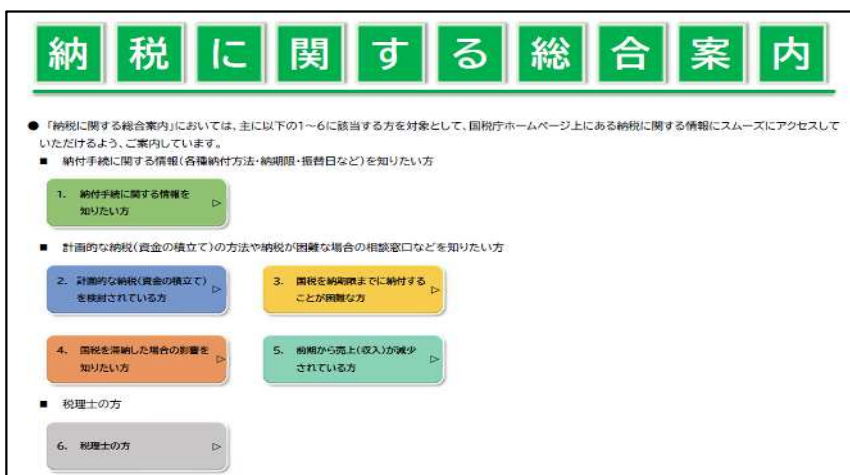 納税に関する総合案内
● 「納税に関する総合案内」においては、主に以下の1～6に該当する方を対象として、国税庁ホームページ上にある納税に関する情報にスムーズにアクセスして
いただけるよう、ご案内しています。
■ 納付手続に関する情報(各種納付方法・納期限・振替日など)を知りたい方
1. 納付手続に関する情報を
知りたい方
■ 計画的な納税(資金の積立て)の方法や納税が困難な場合の相談窓口などを知りたい方
2. 計画的な納税(資金の積立て)
を検討されている方
3. 国税を納期限までに納付する
ことが困難な方
4. 国税を滞納した場合の影響を
知りたい方
5. 前期から売上(収入)が減少
されている方
■ 税理士の方
6. 税理士の方